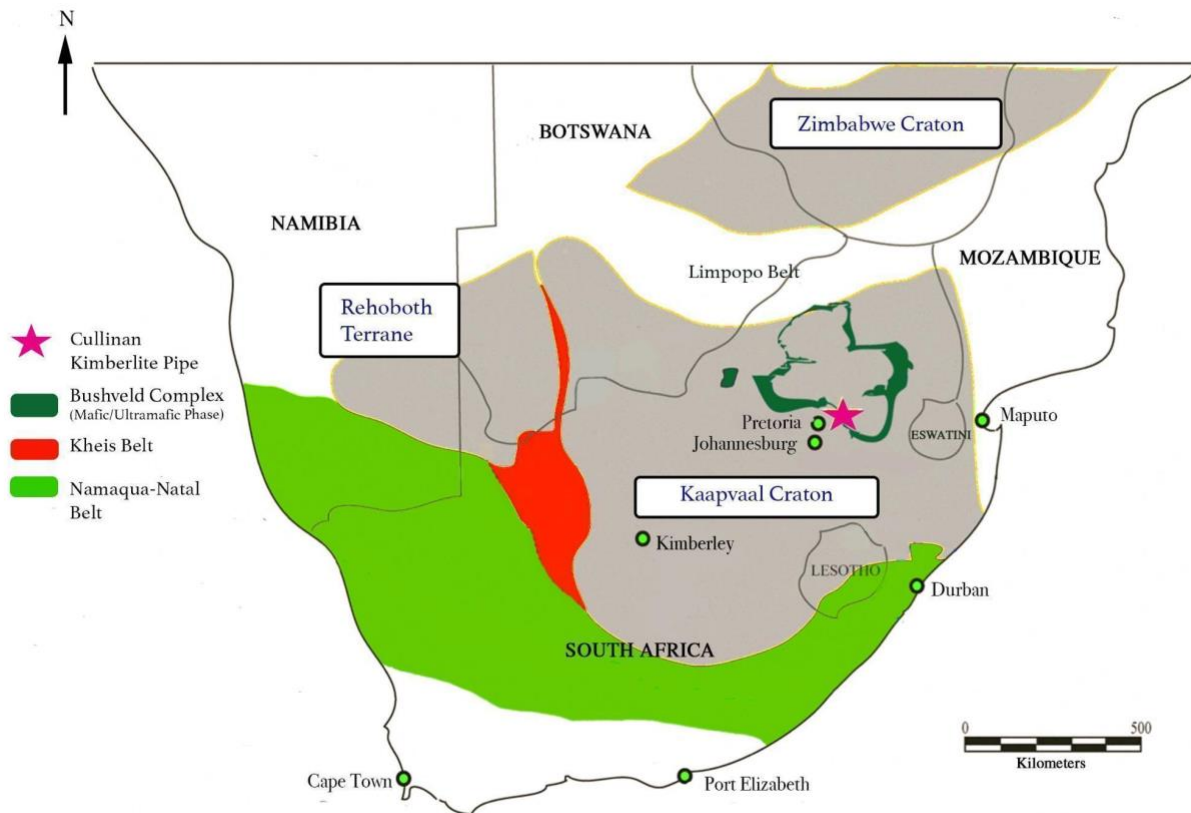 N
BOTSWANA
Zimbabwe Craton
NAMIBIA
MOZAMBIQUE
Limpopo Belt
Rehoboth
Terrane
Cullinan
Kimberlite Pipe
Bushveld Complex
(Mafic/Ultramafic Phase)
Kheis Belt
Namaqua-Natal
Belt
Pretoria
Johannesburg
ESWATINI
Maputo
Kaapvaal Craton
Kimberley
LESOTHO
Durban
SOUTH AFRICA
0 500
Kilometers
Cape Town
Port Elizabeth